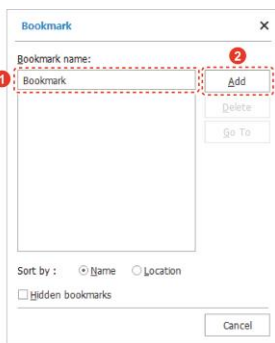 Bookmark
Bookmark name:
2
1
Bookmark
Add
Delete
Go To
Sort by :
Name
Location
Hidden bookmarks
Cancel